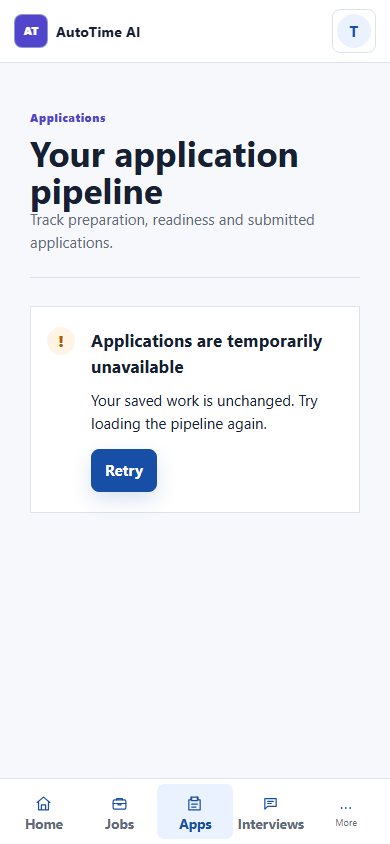 AT AutoTime AI T
Applications
Your application
pipeline
Track preparation, readiness and submitted
applications.
! Applications are temporarily
unavailable
Your saved work is unchanged. Try
loading the pipeline again.
Retry
Home Jobs Apps Interviews ... More